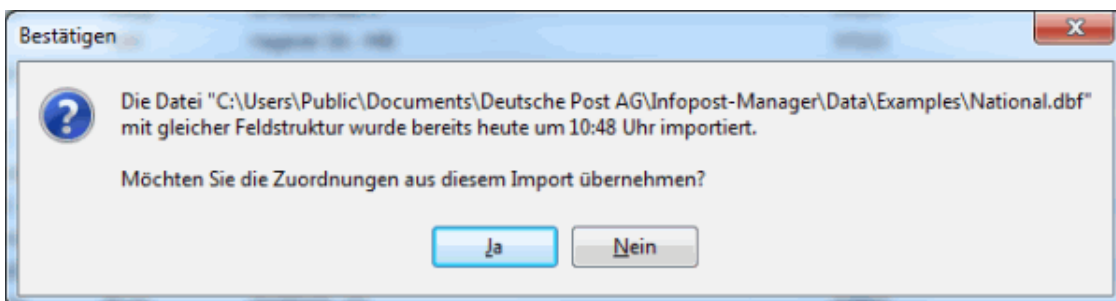 Bestätigen
Die Datei "C:\Users\Public\Documents\Deutsche Post AG\Infopost-Manager\Data\Examples\National.dbf"
mit gleicher Feldstruktur wurde bereits heute um 10:48 Uhr importiert.
Möchten Sie die Zuordnungen aus diesem Import übernehmen?
Ja
Nein